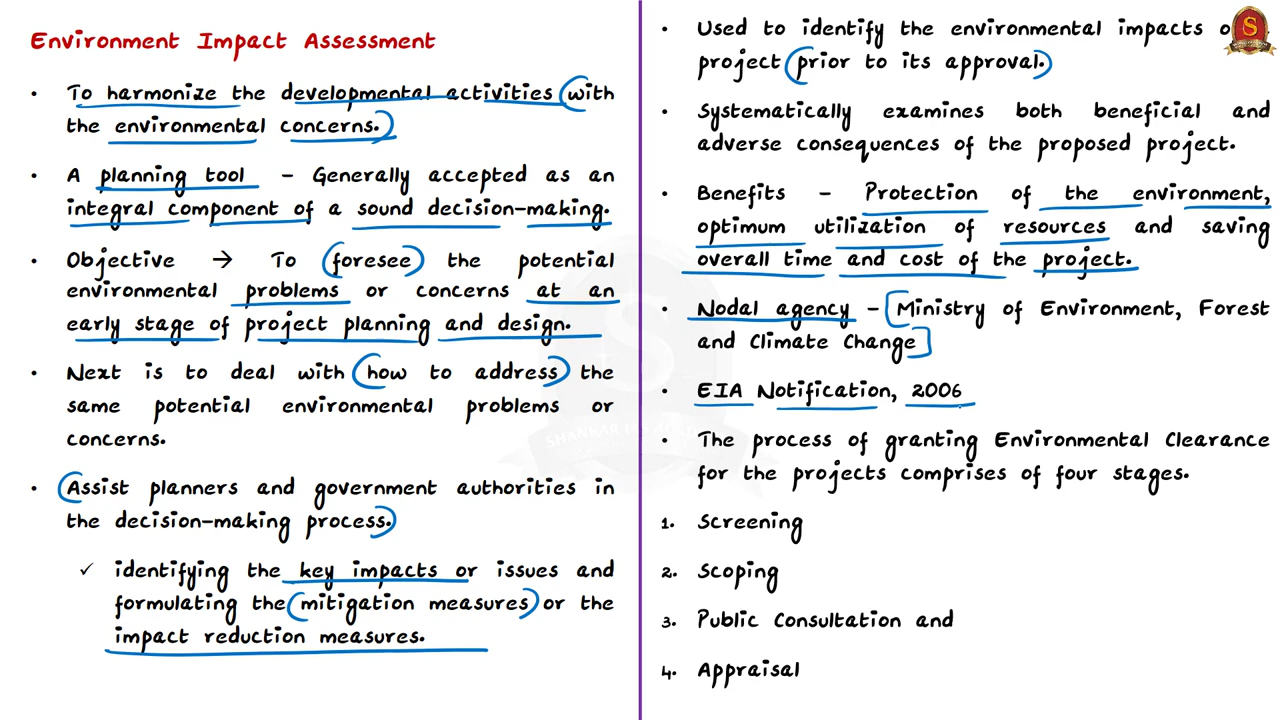 Environment Impact Assessment
• To harmonize the developmental activities with
the environmental concerns.
• A planning tool – Generally accepted as an
integral component of a sound decision-making.
• Objective → To foresee the potential
environmental problems or concerns at an
early stage of project planning and design.
• Next is to deal with how to address the
same potential environmental problems or
concerns.
• Assist planners and government authorities in
the decision-making process.
✓ identifying the key impacts or issues and
formulating the mitigation measures or the
impact reduction measures.
• Used to identify the environmental impacts
project prior to its approval.
• Systematically examines both beneficial and
adverse consequences of the proposed project.
• Benefits – Protection of the environment,
optimum utilization of resources and saving
overall time and cost of the project.
• Nodal agency – Ministry of Environment, Forest
and Climate Change
• EIA Notification, 2006
• The process of granting Environmental Clearance
for the projects comprises of four stages.
1. Screening
2. Scoping
3. Public Consultation and
4. Appraisal